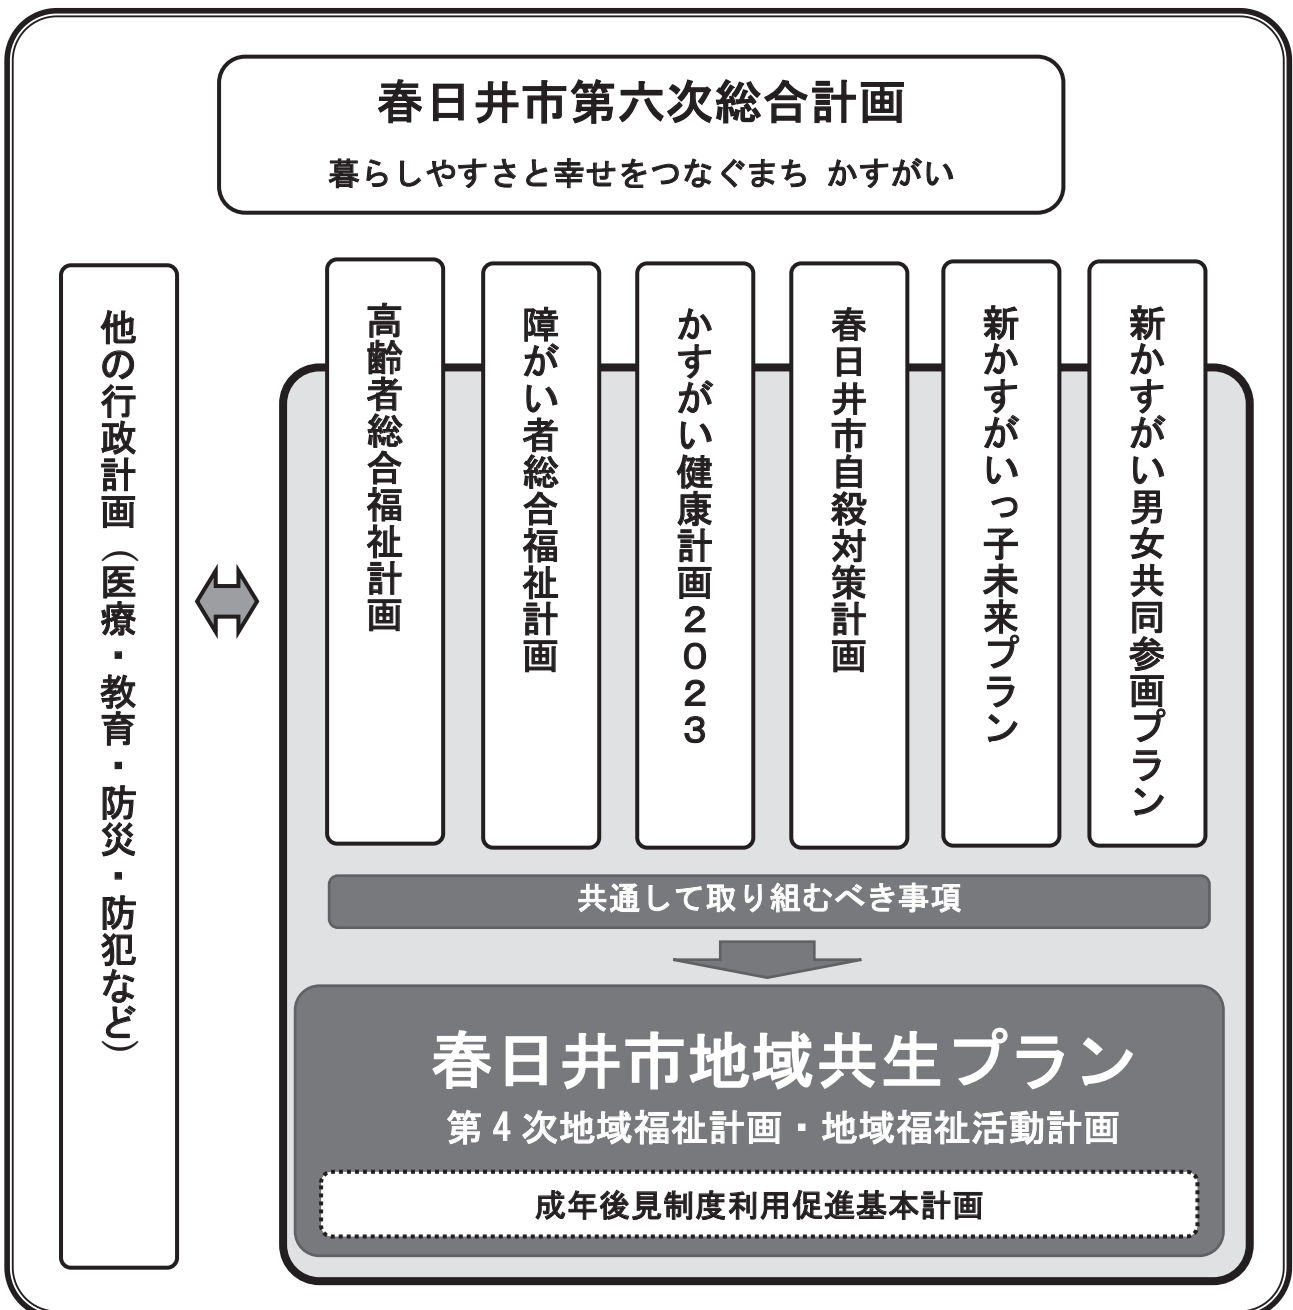 春日井市第六次総合計画
暮らしやすさと幸せをつなぐまち かすがい
他の行政計画（医療・教育・防災・防犯など）
高齢者総合福祉計画
障がい者総合福祉計画
かすがい健康計画２０２３
春日井市自殺対策計画
新かすがいっ子未来プラン
新かすがい男女共同参画プラン
共通して取り組むべき事項
春日井市地域共生プラン
第４次地域福祉計画・地域福祉活動計画
成年後見制度利用促進基本計画